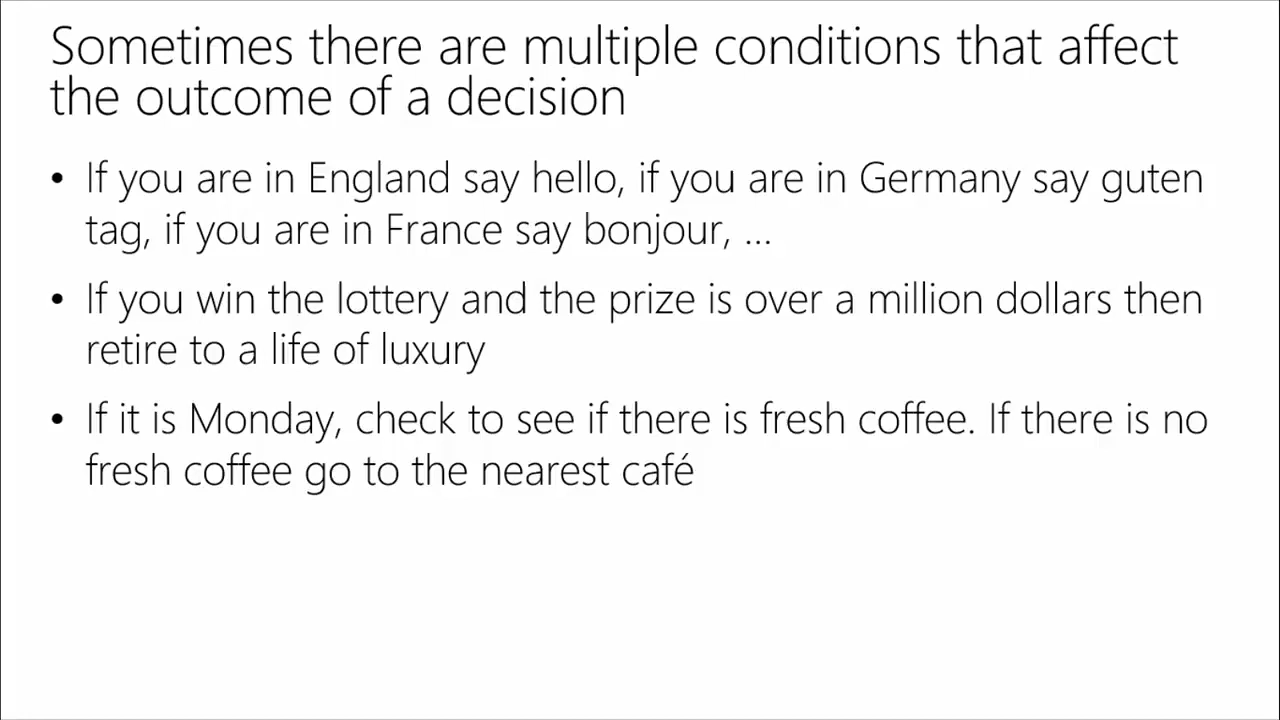 Sometimes there are multiple conditions that affect
the outcome of a decision
• If you are in England say hello, if you are in Germany say guten
tag, if you are in France say bonjour, ...
• If you win the lottery and the prize is over a million dollars then
retire to a life of luxury
• If it is Monday, check to see if there is fresh coffee. If there is no
fresh coffee go to the nearest café